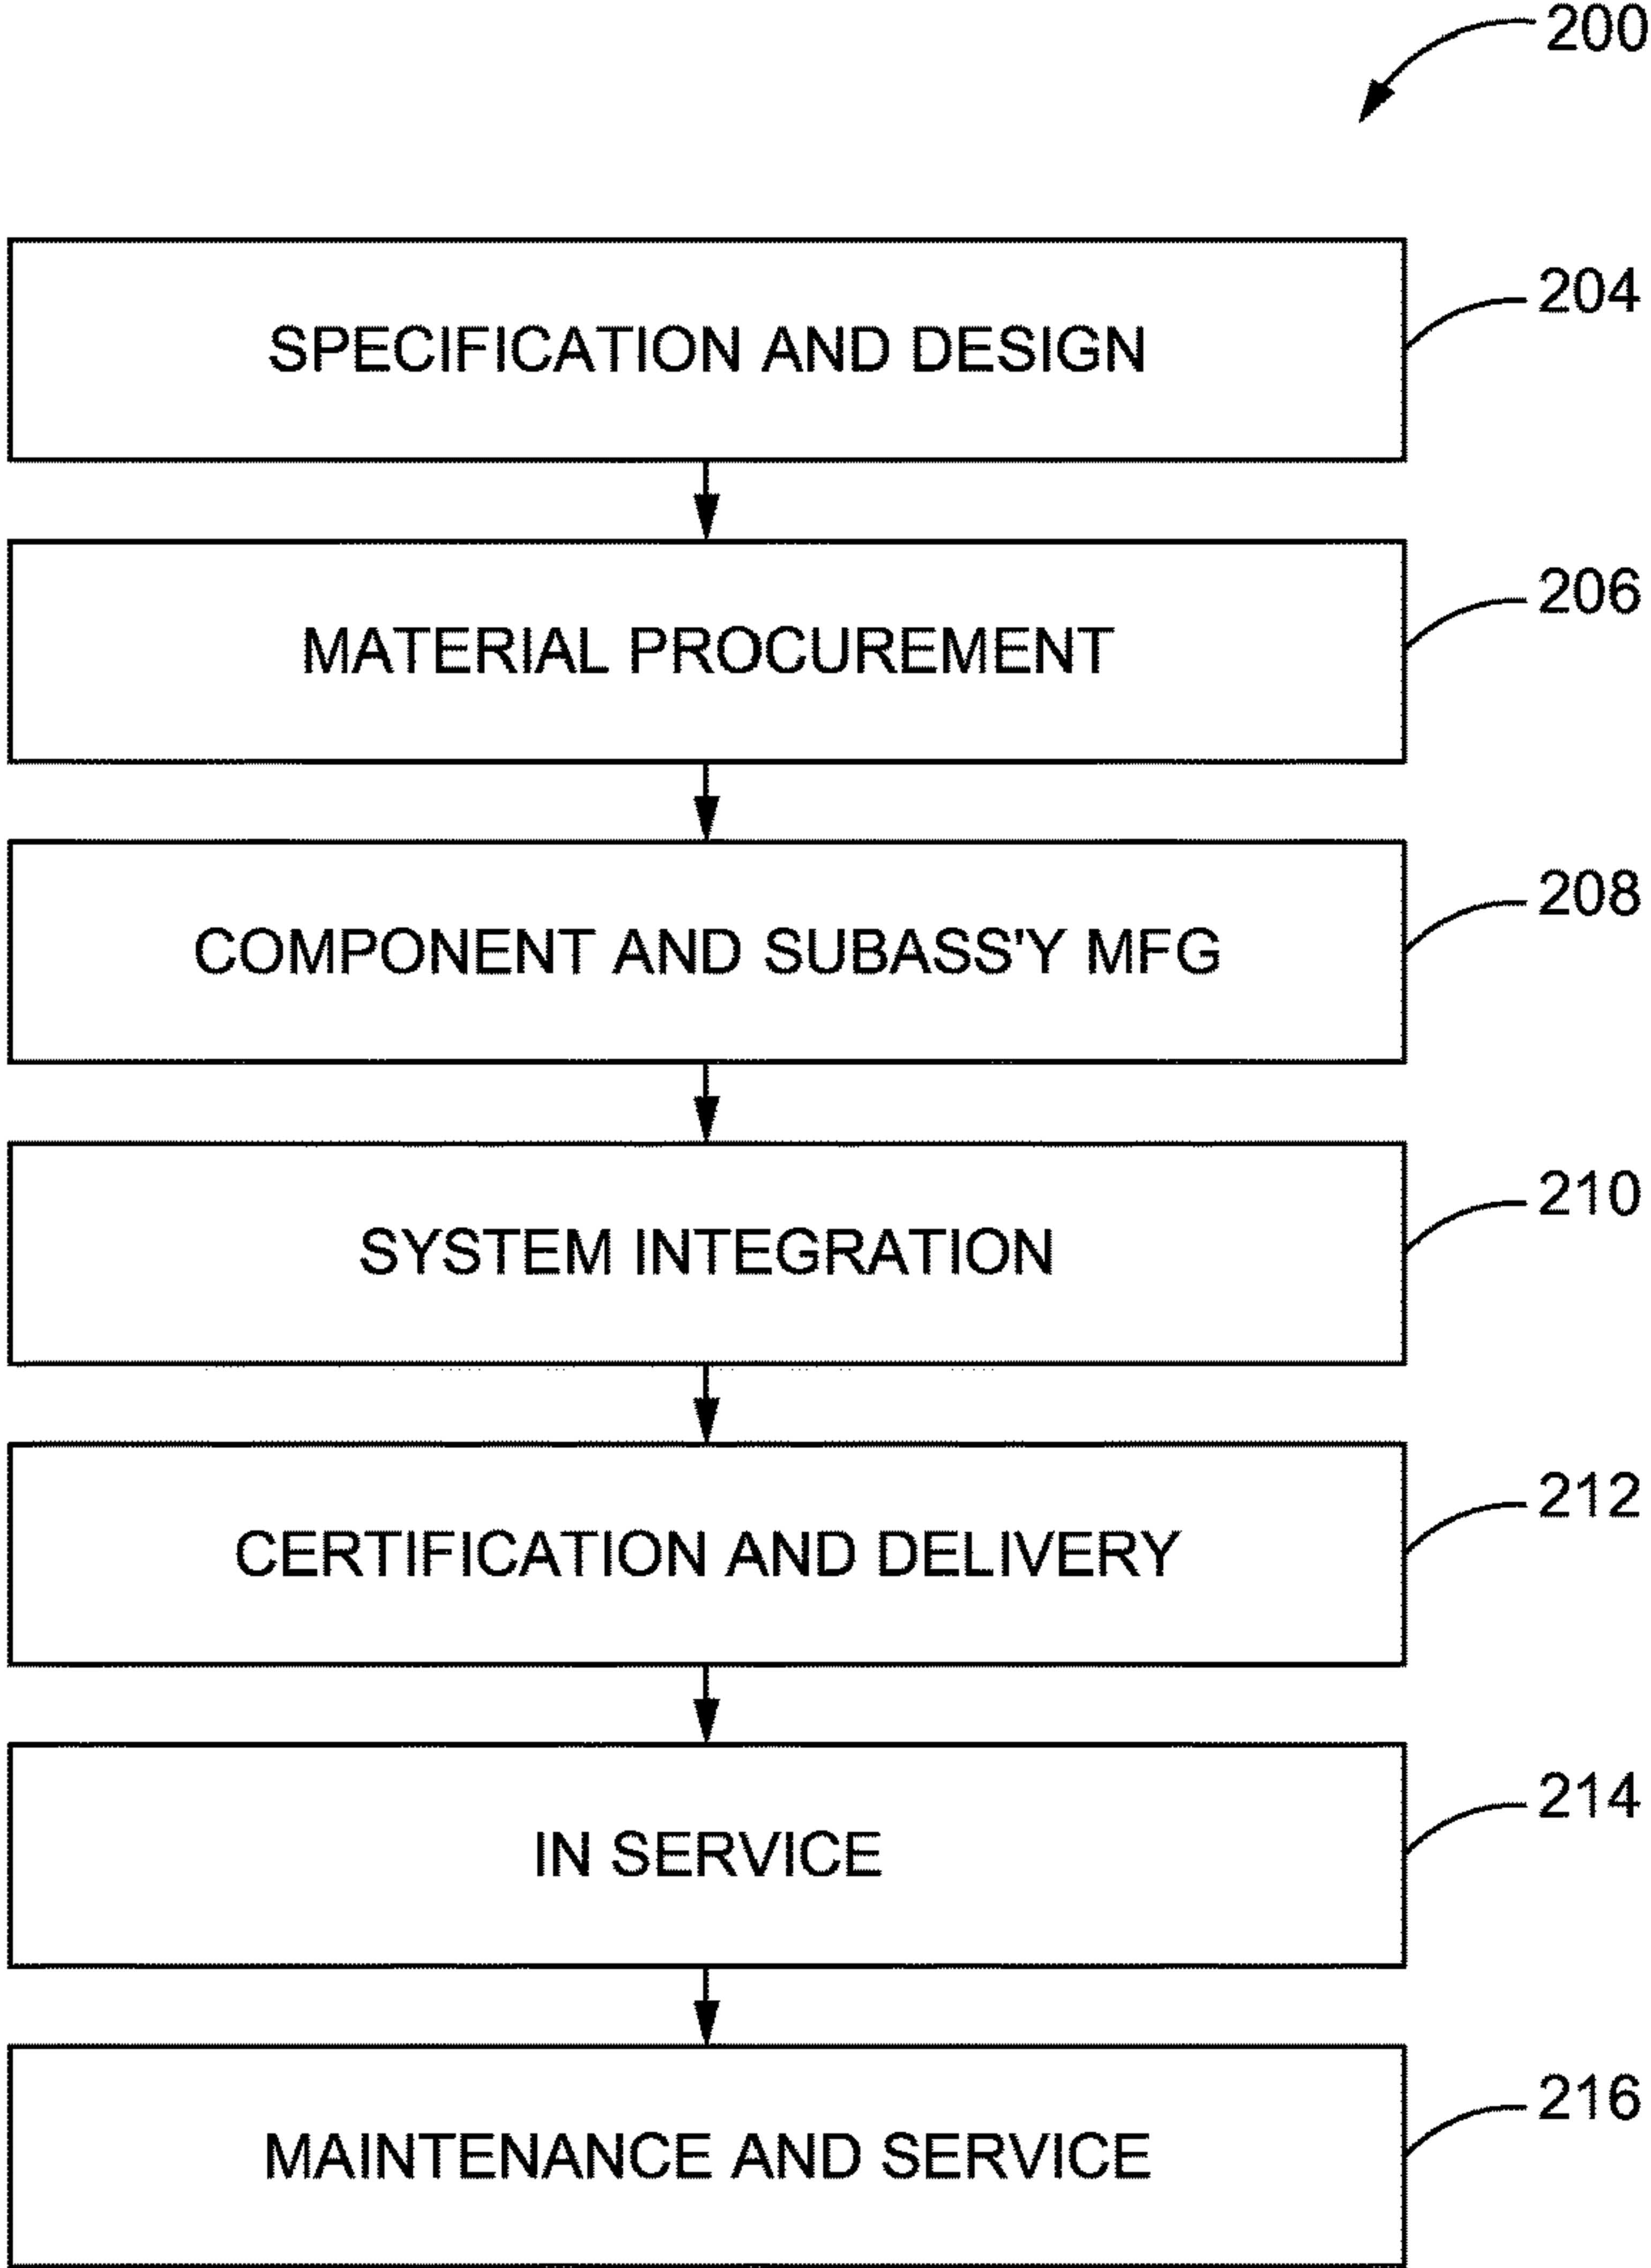 200
SPECIFICATION AND DESIGN
204
MATERIAL PROCUREMENT
206
COMPONENT AND SUBASS'Y MFG
208
SYSTEM INTEGRATION
210
CERTIFICATION AND DELIVERY
212
IN SERVICE
214
MAINTENANCE AND SERVICE
216